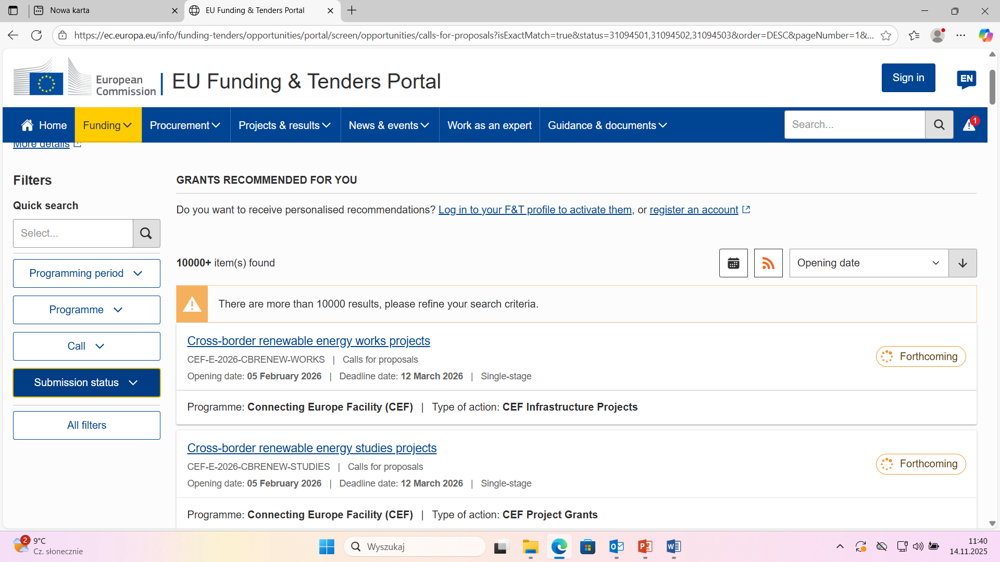 Nowa karta
EU Funding & Tenders Portal
https://ec.europa.eu/info/funding-tenders/opportunities/portal/screen/opportunities/calls-for-proposals?isExactMatch=true&status=31094501,31094502,31094503&order=DESC&pageNumber=1&...
European
Commission
EU Funding & Tenders Portal
Sign in
EN
Home
Funding
Procurement
Projects & results
News & events
Work as an expert
Guidance & documents
Search...
1
More details
Filters
Quick search
Select...
Programming period
Programme
Call
Submission status
All filters
GRANTS RECOMMENDED FOR YOU
Do you want to receive personalised recommendations? Log in to your F&T profile to activate them, or register an account
10000+ item(s) found
Opening date
There are more than 10000 results, please refine your search criteria.
Cross-border renewable energy works projects
CEF-E-2026-CBRENEW-WORKS | Calls for proposals
Opening date: 05 February 2026 | Deadline date: 12 March 2026 | Single-stage
Forthcoming
Programme: Connecting Europe Facility (CEF) | Type of action: CEF Infrastructure Projects
Cross-border renewable energy studies projects
CEF-E-2026-CBRENEW-STUDIES | Calls for proposals
Opening date: 05 February 2026 | Deadline date: 12 March 2026 | Single-stage
Forthcoming
Programme: Connecting Europe Facility (CEF) | Type of action: CEF Project Grants
2
9°C
Cz. słonecznie
Wyszukaj
11:40
14.11.2025